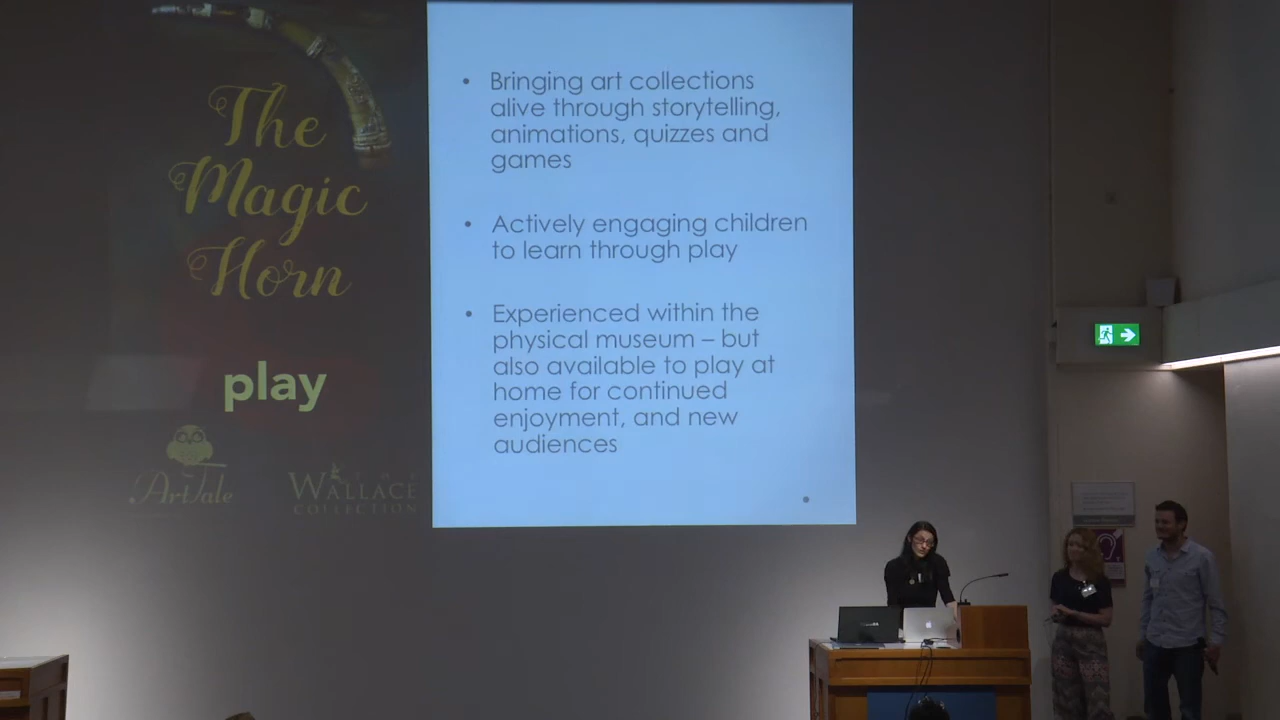 The
Magic
Horn
play
ArtTale
THE
WALLACE
COLLECTION
• Bringing art collections
alive through storytelling,
animations, quizzes and
games
• Actively engaging children
to learn through play
• Experienced within the
physical museum – but
also available to play at
home for continued
enjoyment, and new
audiences
•